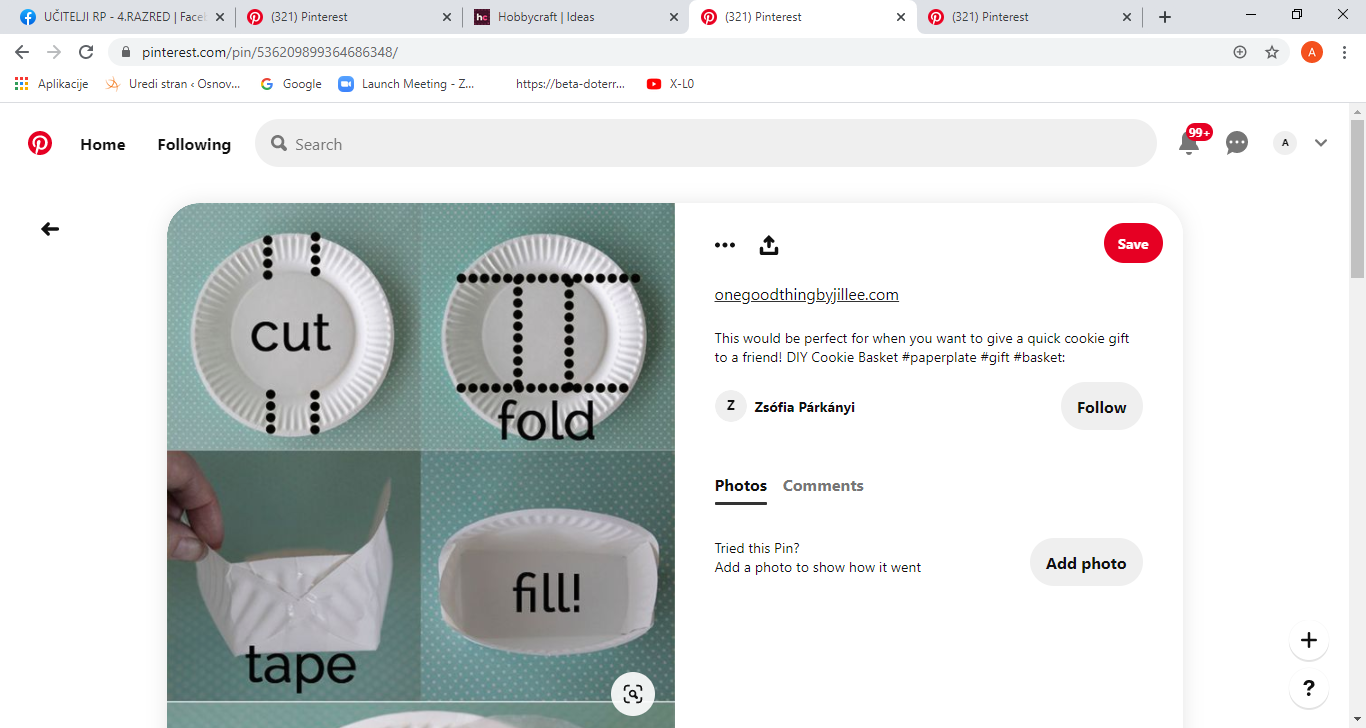 UČITELJI RP - 4.RAZRED | Face
(321) Pinterest
Hobbycraft | Ideas
(321) Pinterest
(321) Pinterest
pinterest.com/pin/536209899364686348/
A
Aplikacije
Uredi stran ‹ Osnov...
Google
Launch Meeting - Z...
https://beta-doterr...
X-L0
Home
Following
Search
99+
A
cut
fold
tape
fill!
Save
onegoodthingbyjillee.com
This would be perfect for when you want to give a quick cookie gift
to a friend! DIY Cookie Basket #paperplate #gift #basket:
Z
Zsófia Párkányi
Follow
Photos
Comments
Tried this Pin?
Add a photo to show how it went
Add photo
?